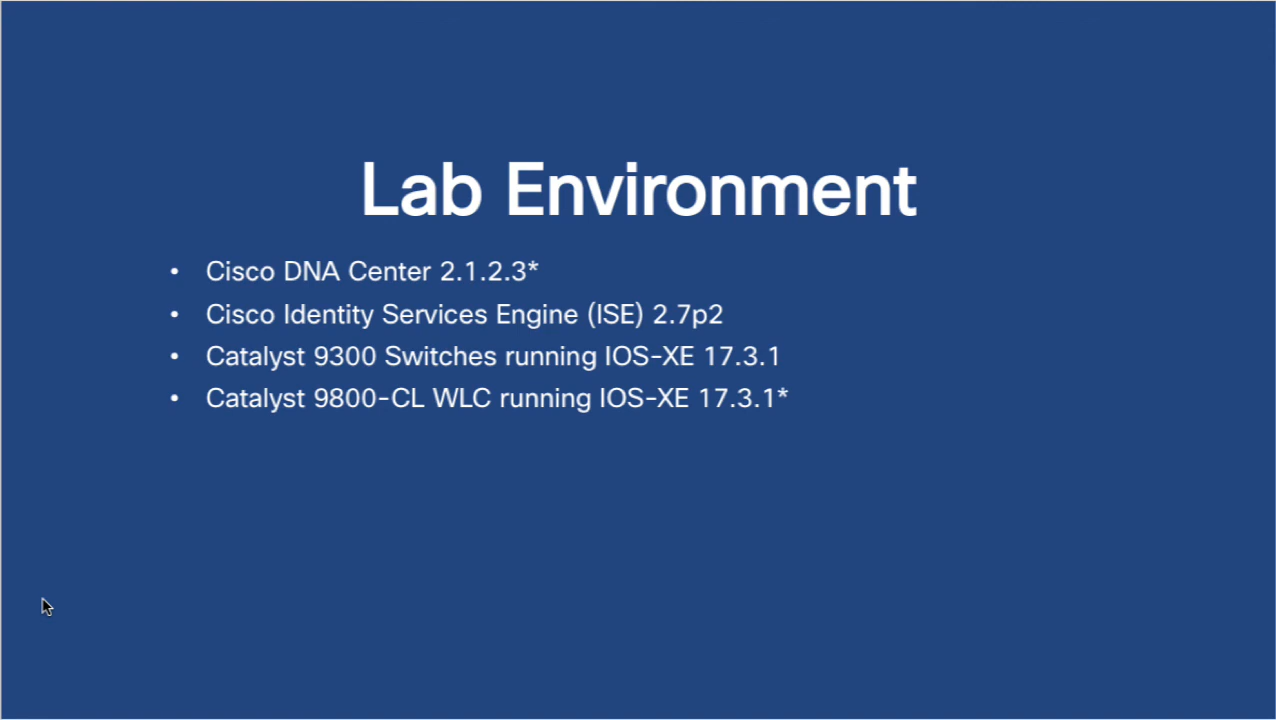 Lab Environment
• Cisco DNA Center 2.1.2.3*
• Cisco Identity Services Engine (ISE) 2.7p2
• Catalyst 9300 Switches running IOS-XE 17.3.1
• Catalyst 9800-CL WLC running IOS-XE 17.3.1*